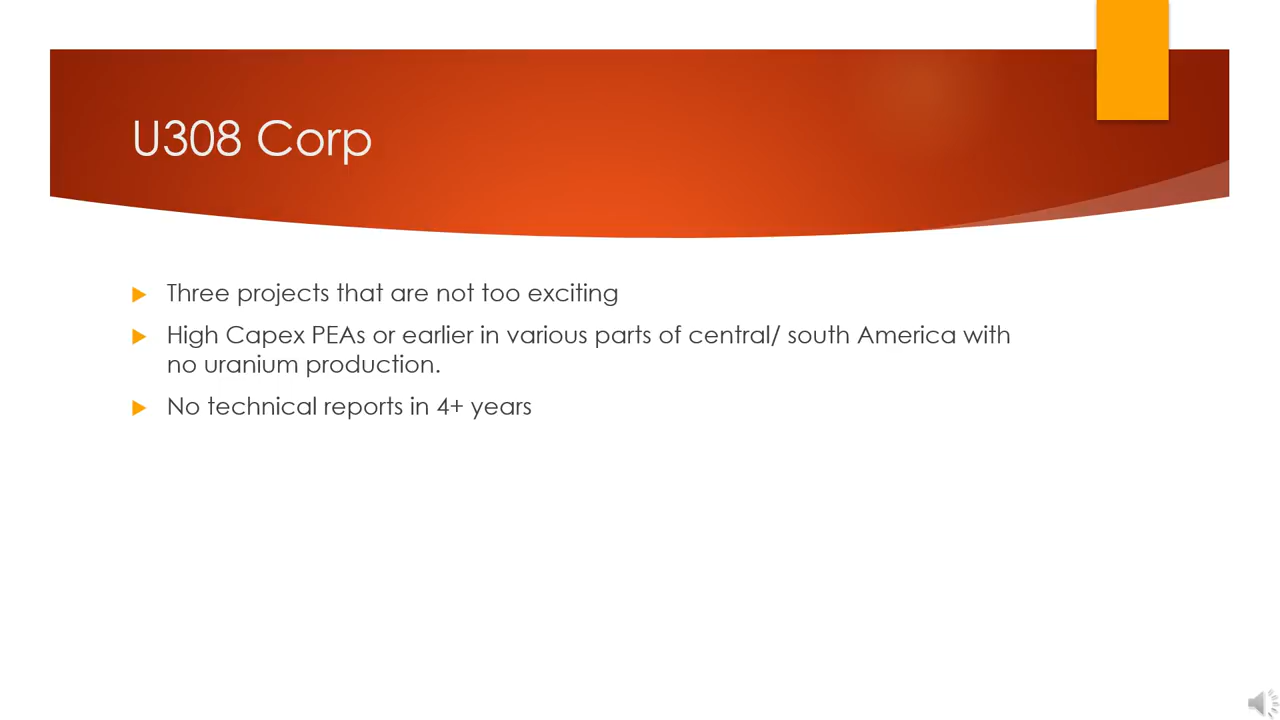 U308 Corp
Three projects that are not too exciting
High Capex PEAs or earlier in various parts of central/ south America with
no uranium production.
No technical reports in 4+ years